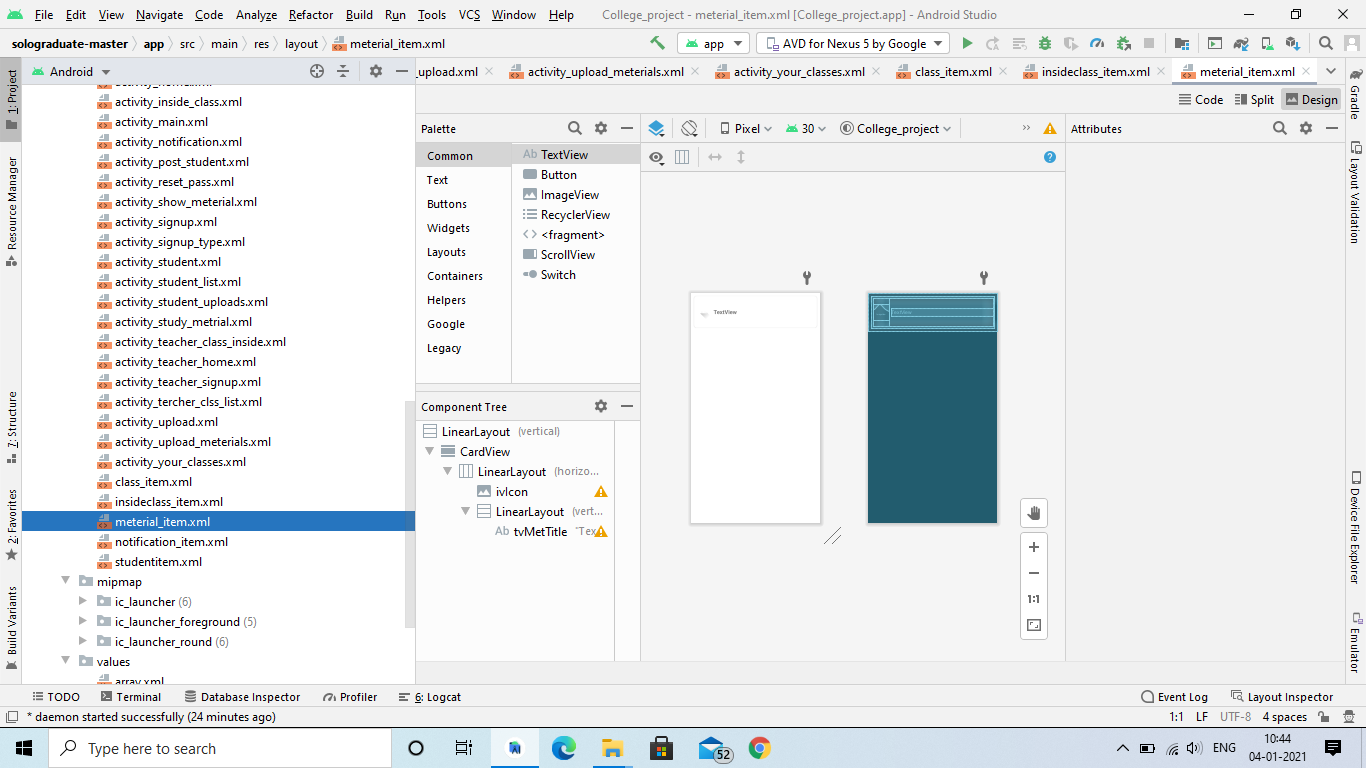 File Edit View Navigate Code Analyze Refactor Build Run Tools VCS Window Help College_project - meterial_item.xml [College_project.app] - Android Studio
solograduate-master app src main res layout meterial_item.xml app AVD for Nexus 5 by Google
Android _upload.xml activity_upload_meterials.xml activity_your_classes.xml class_item.xml insideclass_item.xml meterial_item.xml
Code Split Design
1: Project
Resource Manager
7: Structure
2: Favorites
Build Variants
activity_inside_class.xml
activity_main.xml
activity_notification.xml
activity_post_student.xml
activity_reset_pass.xml
activity_show_meterial.xml
activity_signup.xml
activity_signup_type.xml
activity_student.xml
activity_student_list.xml
activity_student_uploads.xml
activity_study_metrial.xml
activity_teacher_class_inside.xml
activity_teacher_home.xml
activity_teacher_signup.xml
activity_tercher_clss_list.xml
activity_upload.xml
activity_upload_meterials.xml
activity_your_classes.xml
class_item.xml
insideclass_item.xml
meterial_item.xml
notification_item.xml
studentitem.xml
mipmap
ic_launcher (6)
ic_launcher_foreground (5)
ic_launcher_round (6)
values
array.xml
Palette
Common
Text
Buttons
Widgets
Layouts
Containers
Helpers
Google
Legacy
Ab TextView
Button
ImageView
RecyclerView
<fragment>
ScrollView
Switch
Component Tree
LinearLayout (vertical)
CardView
LinearLayout (horizo...
ivIcon
LinearLayout (vert...
Ab tvMetTitle "Tex
Pixel 30 College_project
TextView
1:1
Attributes
Gradle
Layout Validation
Device File Explorer
Emulator
TODO Terminal Database Inspector Profiler 6: Logcat Event Log Layout Inspector
* daemon started successfully (24 minutes ago) 1:1 LF UTF-8 4 spaces
Type here to search 52 ENG 10:44
04-01-2021